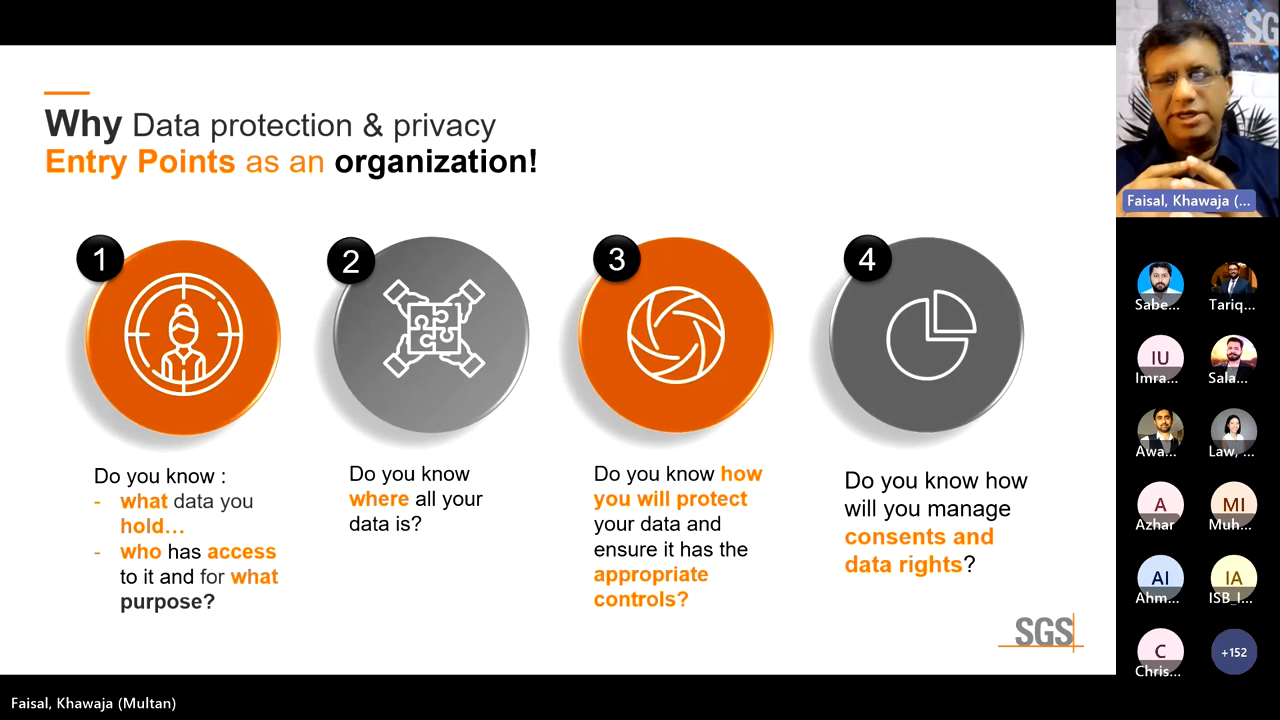 Why Data protection & privacy
Entry Points as an organization!
1
2
3
4
Do you know :
- what data you
hold...
- who has access
to it and for what
purpose?
Do you know
where all your
data is?
Do you know how
you will protect
your data and
ensure it has the
appropriate
controls?
Do you know how
will you manage
consents and
data rights?
SGS
SG
Faisal, Khawaja (...
Sabe...
Tariq...
IU
Imra...
Sala...
Awa...
Law, ...
A
Azhar
MI
Muh...
AI
Ahm...
IA
ISB_I...
C
Chris...
+152
Faisal, Khawaja (Multan)